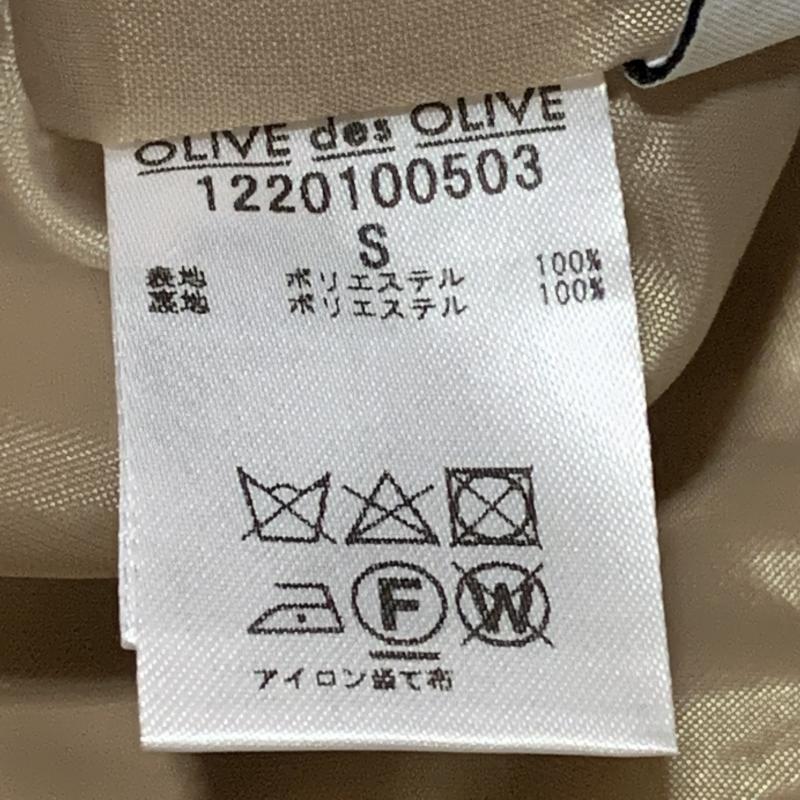 OLIVE des OLIVE
1220100503
S
表地 ポリエステル 100%
裏地 ポリエステル 100%
F
W
アイロン当て布